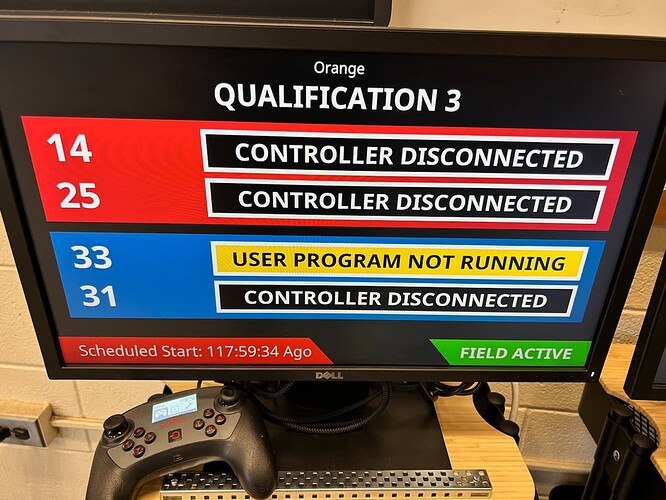 Orange
QUALIFICATION 3
14 CONTROLLER DISCONNECTED
25 CONTROLLER DISCONNECTED
33 USER PROGRAM NOT RUNNING
31 CONTROLLER DISCONNECTED
Scheduled Start: 117:59:34 Ago FIELD ACTIVE
DELL